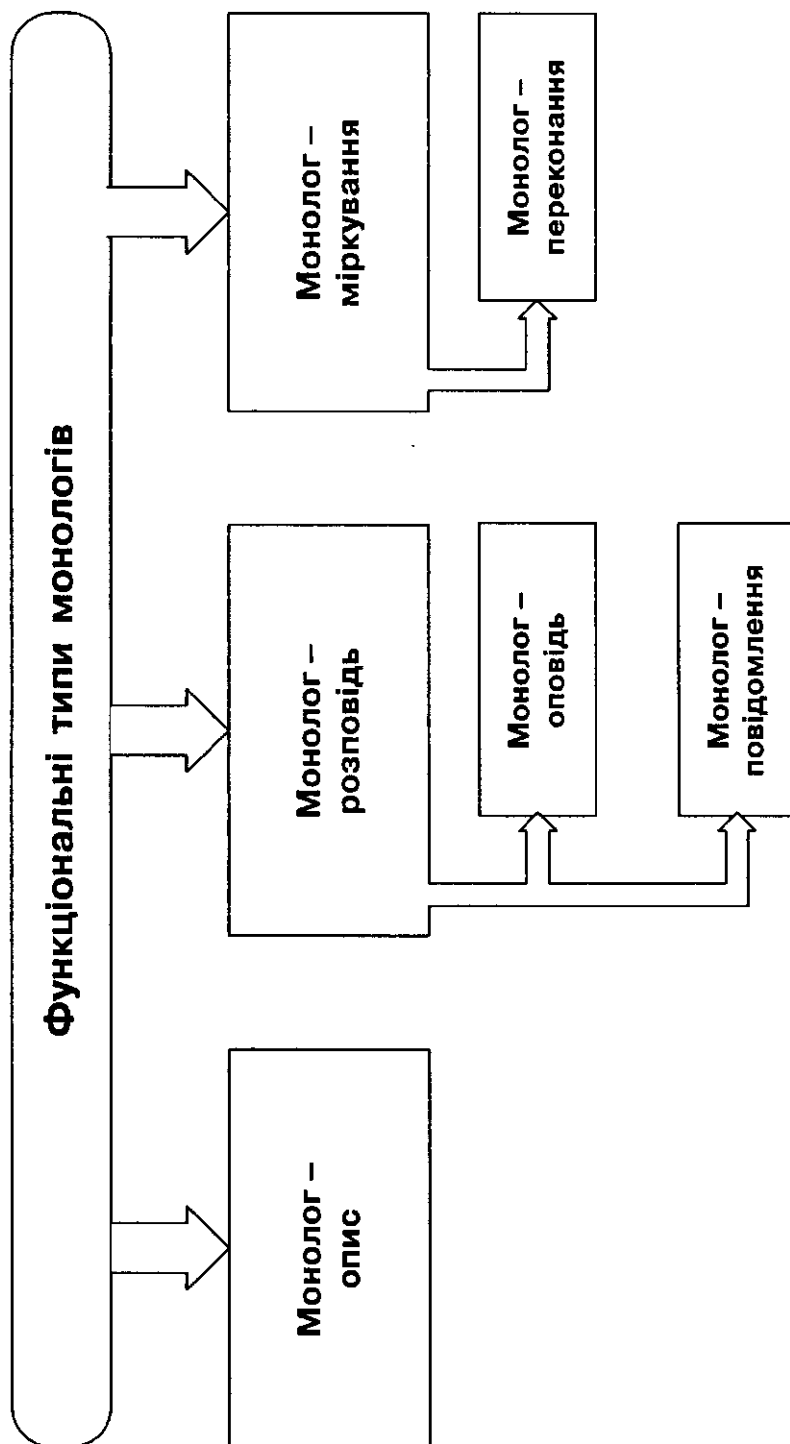 Функціональні типи монологів
Монолог –
опис
Монолог –
розповідь
Монолог –
міркування
Монолог –
оповідь
Монолог –
переконання
Монолог –
повідомлення